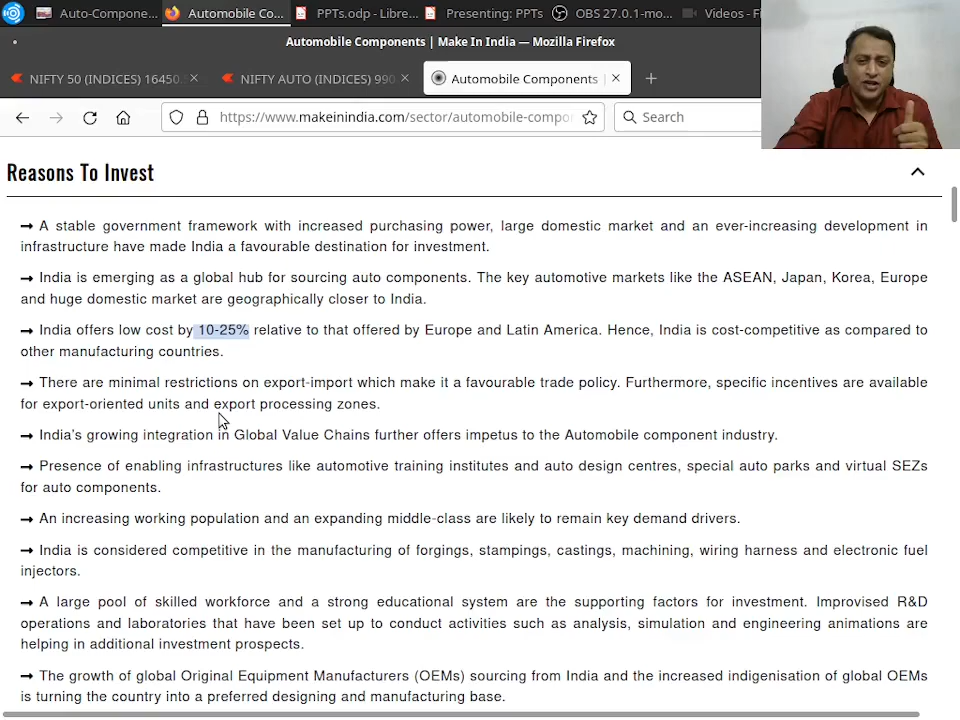 Auto-Compone...
Automobile Co...
PPTs.odp - Libre...
Presenting: PPTs
OBS 27.0.1-mo...
Videos - Fi
Automobile Components | Make In India — Mozilla Firefox
NIFTY 50 (INDICES) 16450
NIFTY AUTO (INDICES) 990
Automobile Components
https://www.makeinindia.com/sector/automobile-compo
Search
Reasons To Invest
→ A stable government framework with increased purchasing power, large domestic market and an ever-increasing development in
infrastructure have made India a favourable destination for investment.
→ India is emerging as a global hub for sourcing auto components. The key automotive markets like the ASEAN, Japan, Korea, Europe
and huge domestic market are geographically closer to India.
→ India offers low cost by 10-25% relative to that offered by Europe and Latin America. Hence, India is cost-competitive as compared to
other manufacturing countries.
→ There are minimal restrictions on export-import which make it a favourable trade policy. Furthermore, specific incentives are available
for export-oriented units and export processing zones.
→ India's growing integration in Global Value Chains further offers impetus to the Automobile component industry.
→ Presence of enabling infrastructures like automotive training institutes and auto design centres, special auto parks and virtual SEZs
for auto components.
→ An increasing working population and an expanding middle-class are likely to remain key demand drivers.
→ India is considered competitive in the manufacturing of forgings, stampings, castings, machining, wiring harness and electronic fuel
injectors.
→ A large pool of skilled workforce and a strong educational system are the supporting factors for investment. Improvised R&D
operations and laboratories that have been set up to conduct activities such as analysis, simulation and engineering animations are
helping in additional investment prospects.
→ The growth of global Original Equipment Manufacturers (OEMs) sourcing from India and the increased indigenisation of global OEMs
is turning the country into a preferred designing and manufacturing base.